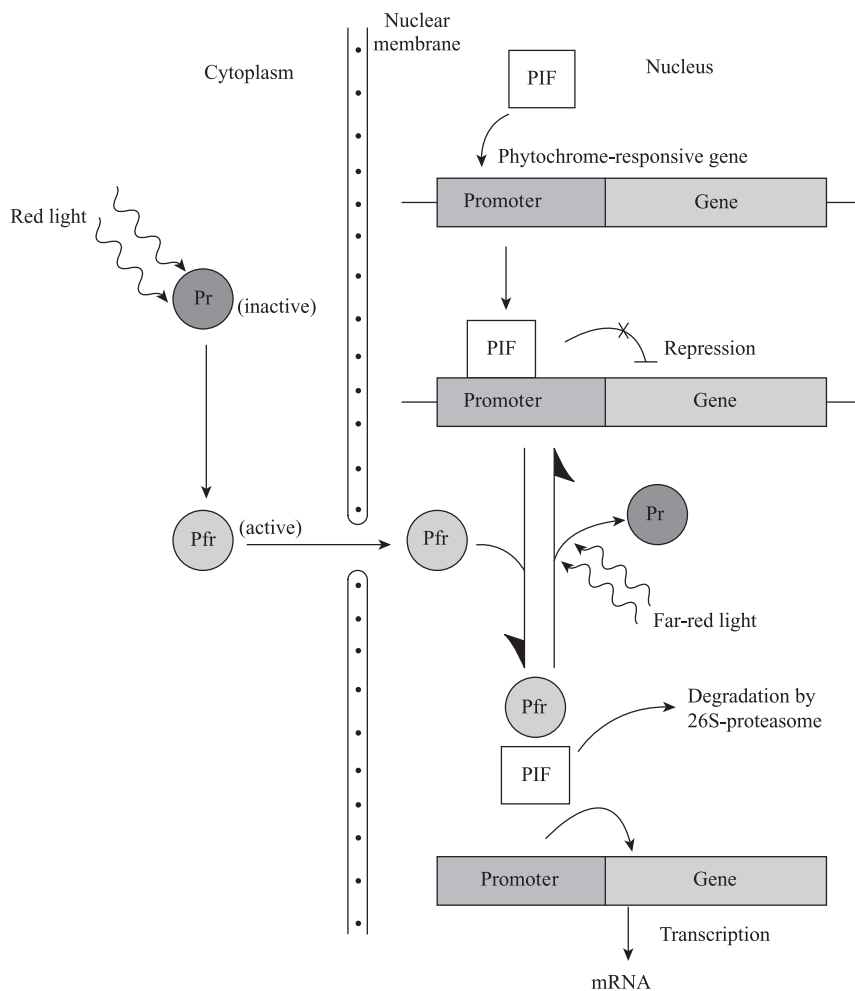 Nuclear
membrane
Cytoplasm
PIF
Nucleus
Phytochrome-responsive gene
Promoter
Gene
Red light
Pr
(inactive)
PIF
Repression
Promoter
Gene
Pfr
(active)
Pfr
Pr
Far-red light
Pfr
Degradation by
26S-proteasome
PIF
Promoter
Gene
Transcription
mRNA